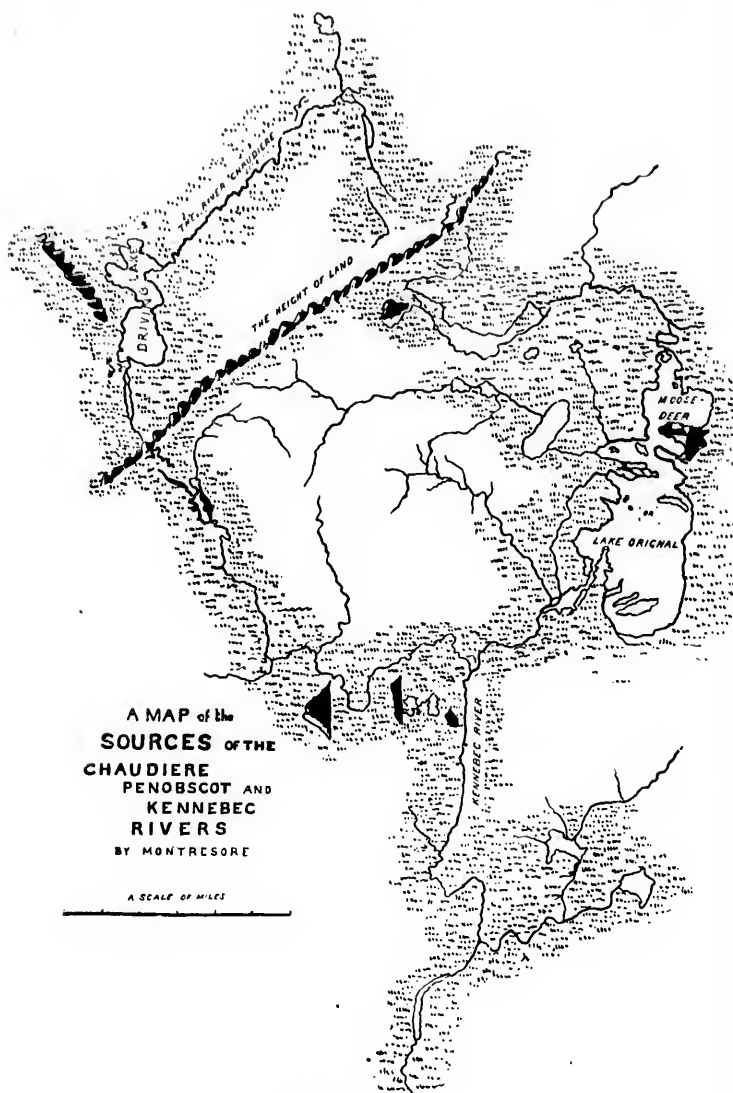 THE RIVER CHAUDIERE
THE HEIGHT OF LAND
DRIVING LAKE
MOOSE
DEER
OR
LAKE ORIGNAL
KENNEBEC RIVER
A MAP of the
SOURCES OF THE
CHAUDIERE
PENOBSCOT AND
KENNEBEC
RIVERS
BY MONTRESORE
A SCALE OF MILES